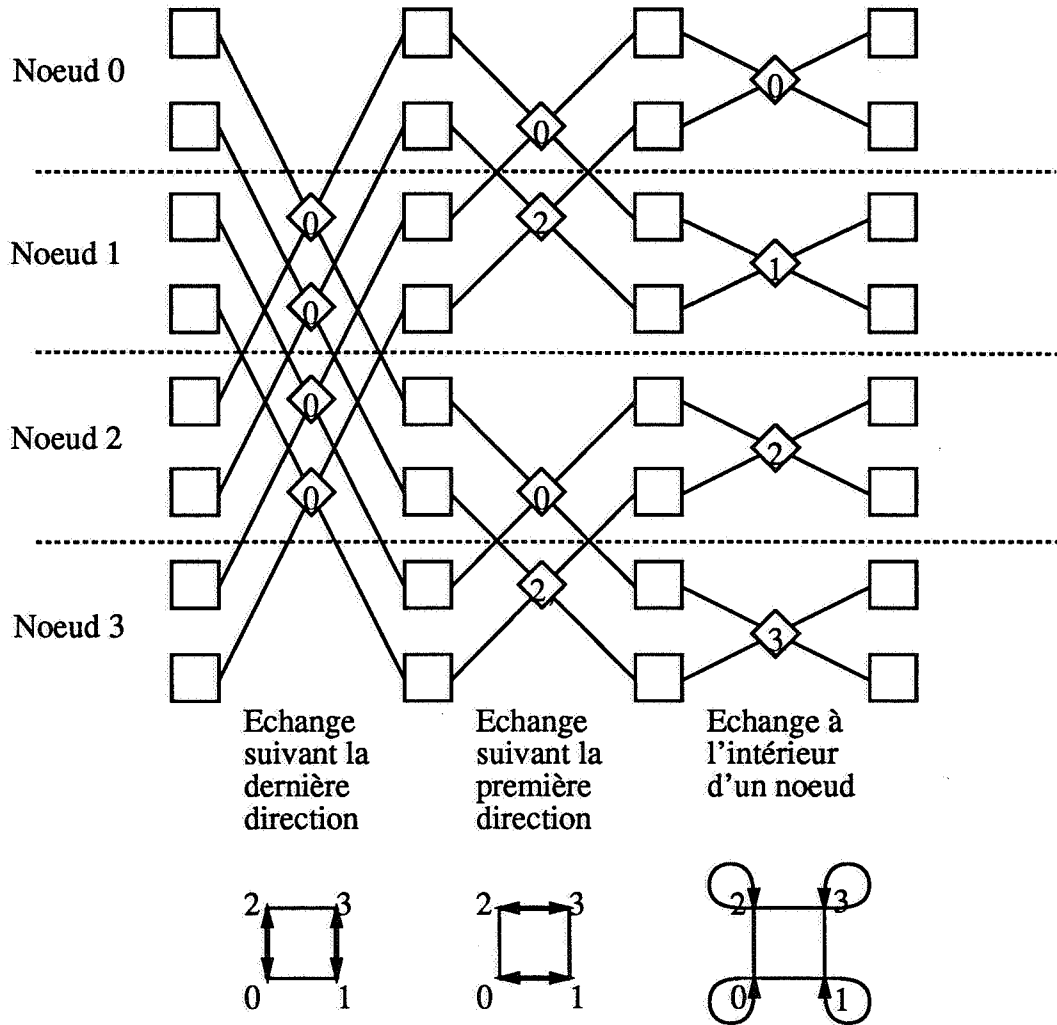 Noeud 0
0
0
Noeud 1
0
2
1
0
Noeud 2
0
2
0
0
Noeud 3
2,
3
Echange
suivant la
dernière
direction
Echange
suivant la
première
direction
Echange à
l'intérieur
d'un noeud
2 3
0 1
2 3
0 1
2 3
0 1